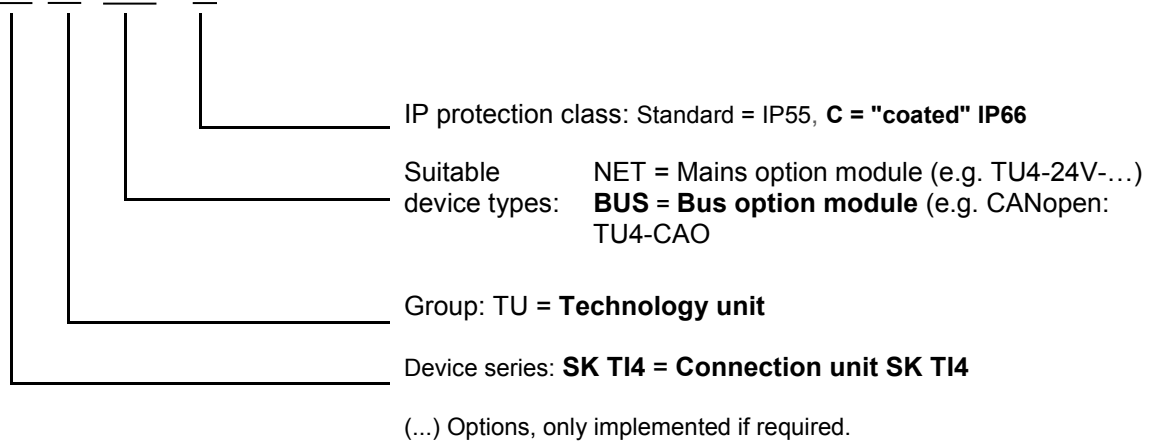 IP protection class: Standard = IP55, C = "coated" IP66
Suitable NET = Mains option module (e.g. TU4-24V-…)
device types: BUS = Bus option module (e.g. CANopen:
TU4-CAO
Group: TU = Technology unit
Device series: SK TI4 = Connection unit SK TI4
(...) Options, only implemented if required.